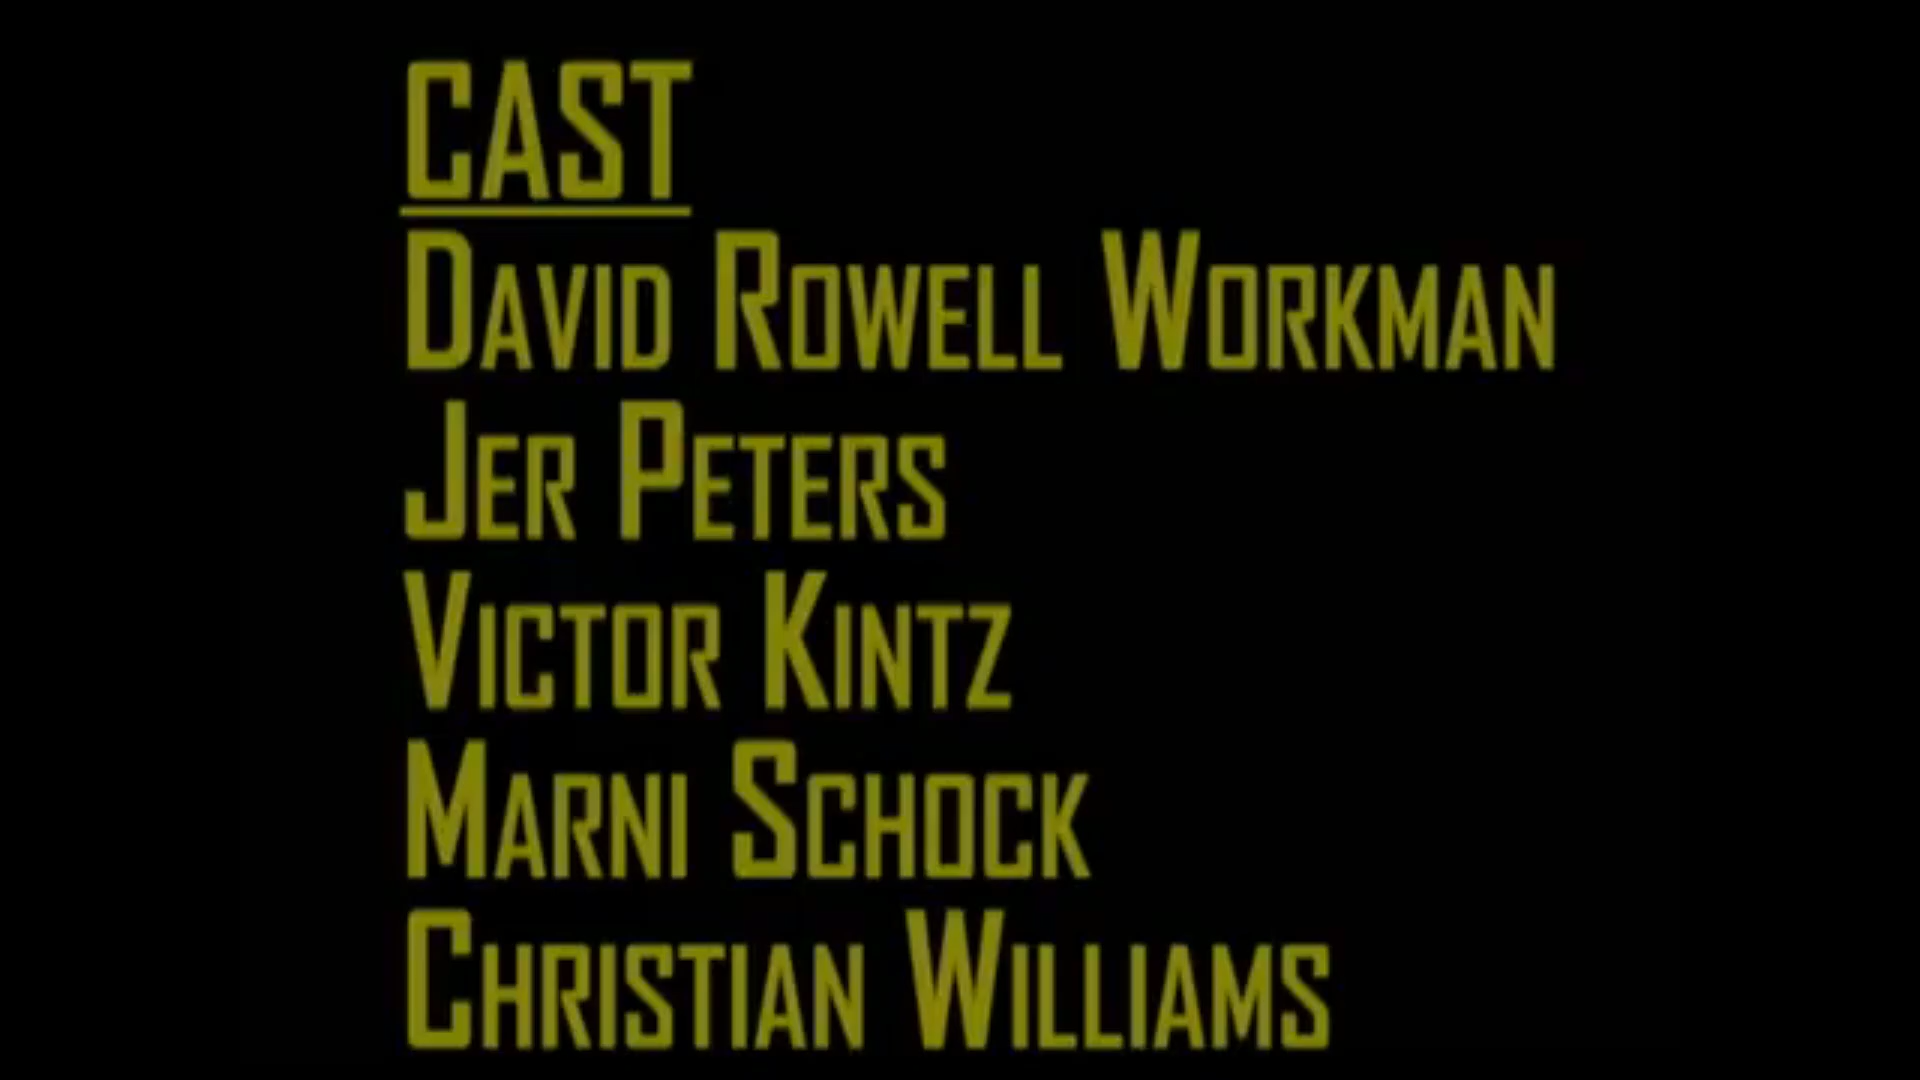 CAST
DAVID ROWELL WORKMAN
JER PETERS
VICTOR KINTZ
MARNI SCHOCK
CHRISTIAN WILLIAMS